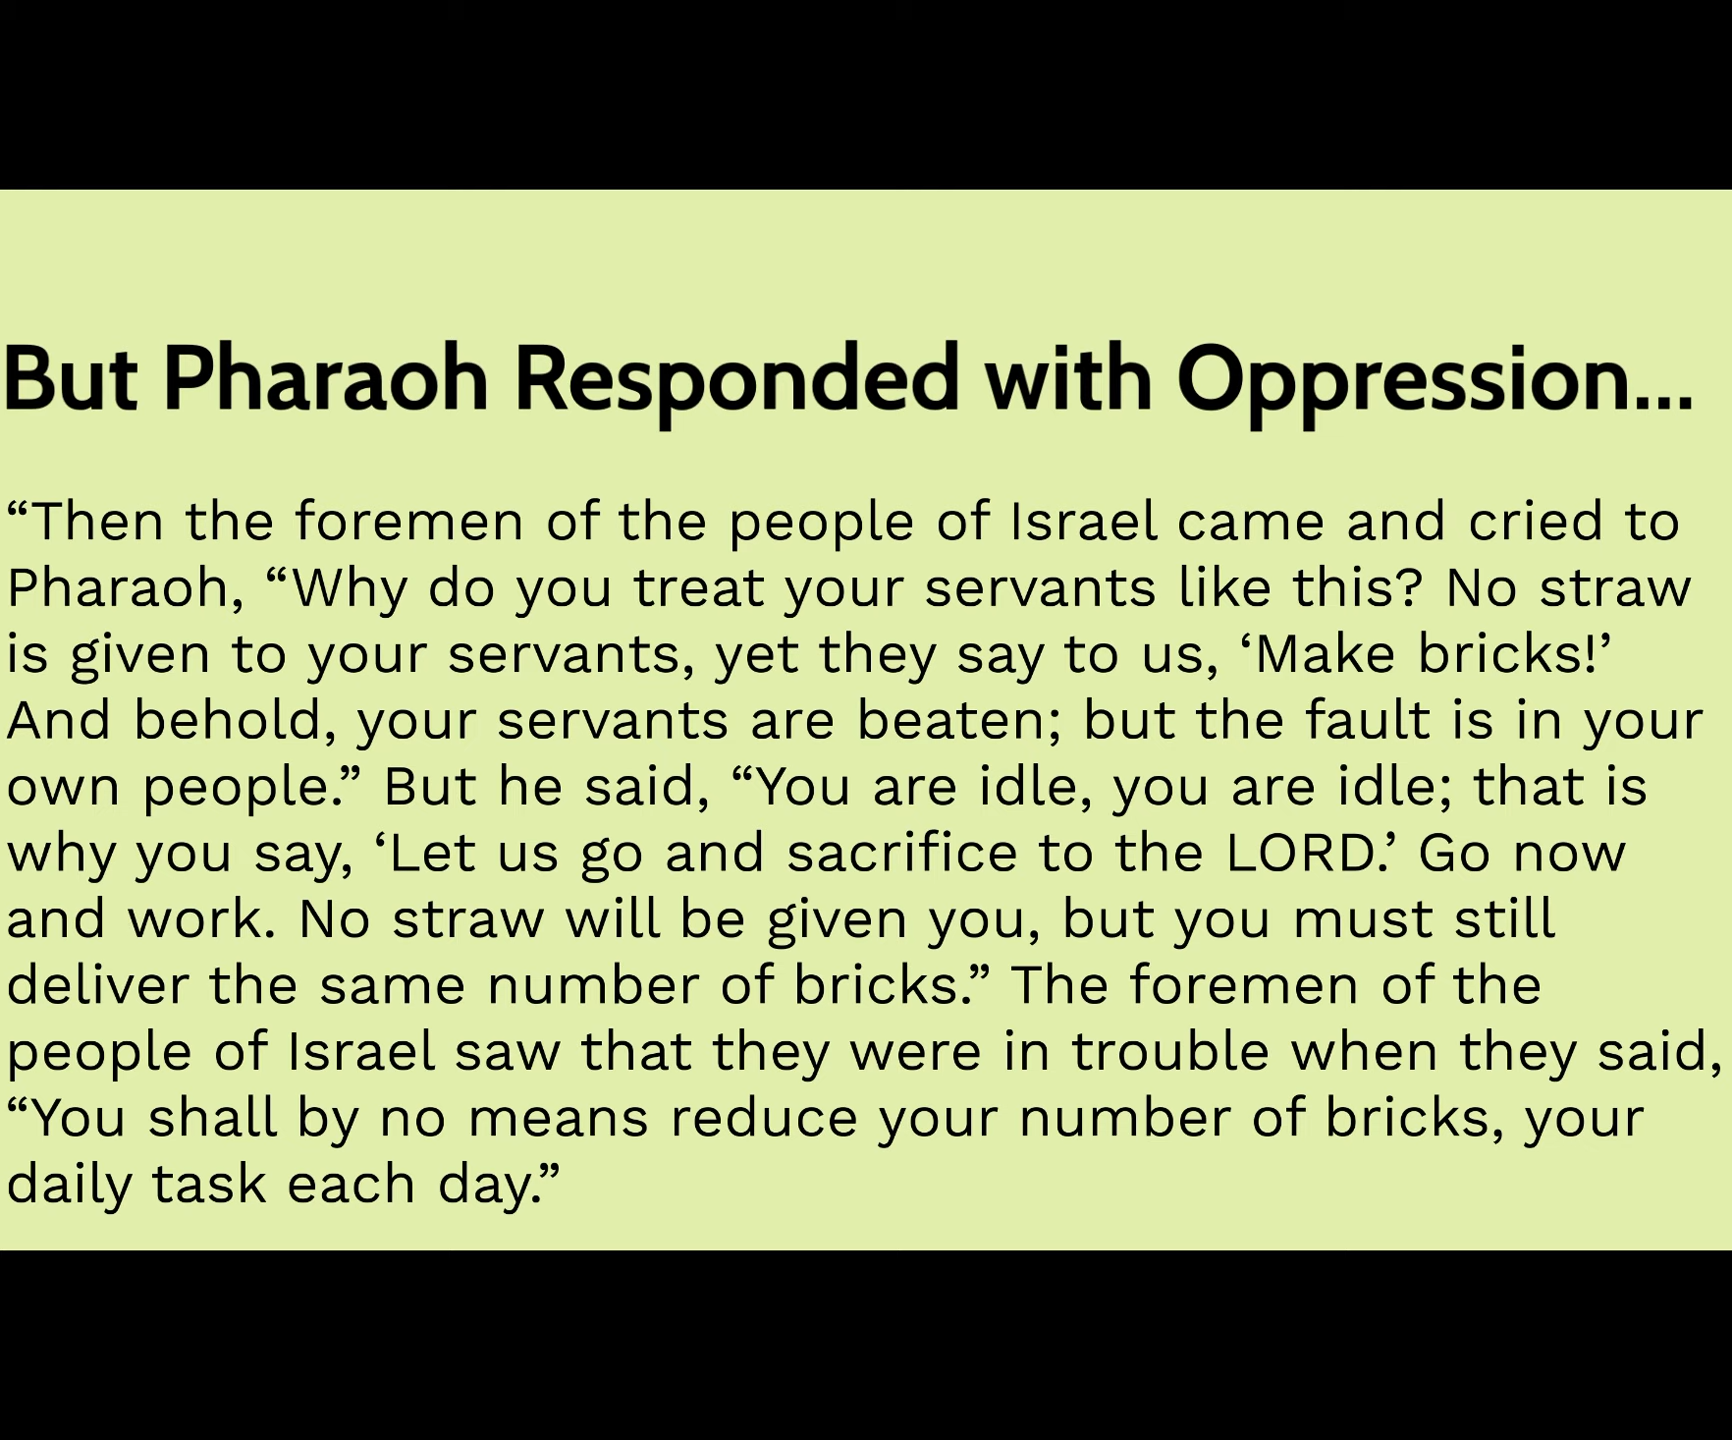 But Pharaoh Responded with Oppression...
“Then the foremen of the people of Israel came and cried to
Pharaoh, “Why do you treat your servants like this? No straw
is given to your servants, yet they say to us, ‘Make bricks!’
And behold, your servants are beaten; but the fault is in your
own people.” But he said, “You are idle, you are idle; that is
why you say, ‘Let us go and sacrifice to the LORD.’ Go now
and work. No straw will be given you, but you must still
deliver the same number of bricks.” The foremen of the
people of Israel saw that they were in trouble when they said,
“You shall by no means reduce your number of bricks, your
daily task each day.”